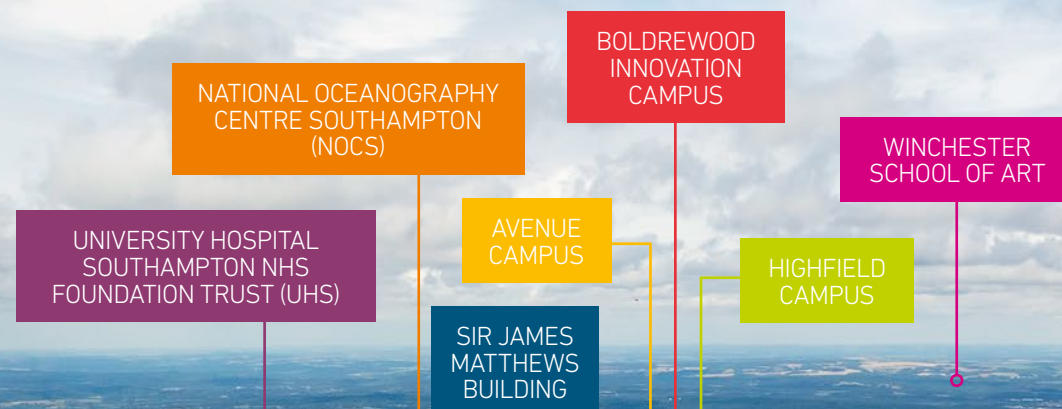 BOLDREWOOD
INNOVATION
CAMPUS
NATIONAL OCEANOGRAPHY
CENTRE SOUTHAMPTON
(NOCS)
WINCHESTER
SCHOOL OF ART
UNIVERSITY HOSPITAL
SOUTHAMPTON NHS
FOUNDATION TRUST (UHS)
AVENUE
CAMPUS
HIGHFIELD
CAMPUS
SIR JAMES
MATTHEWS
BUILDING